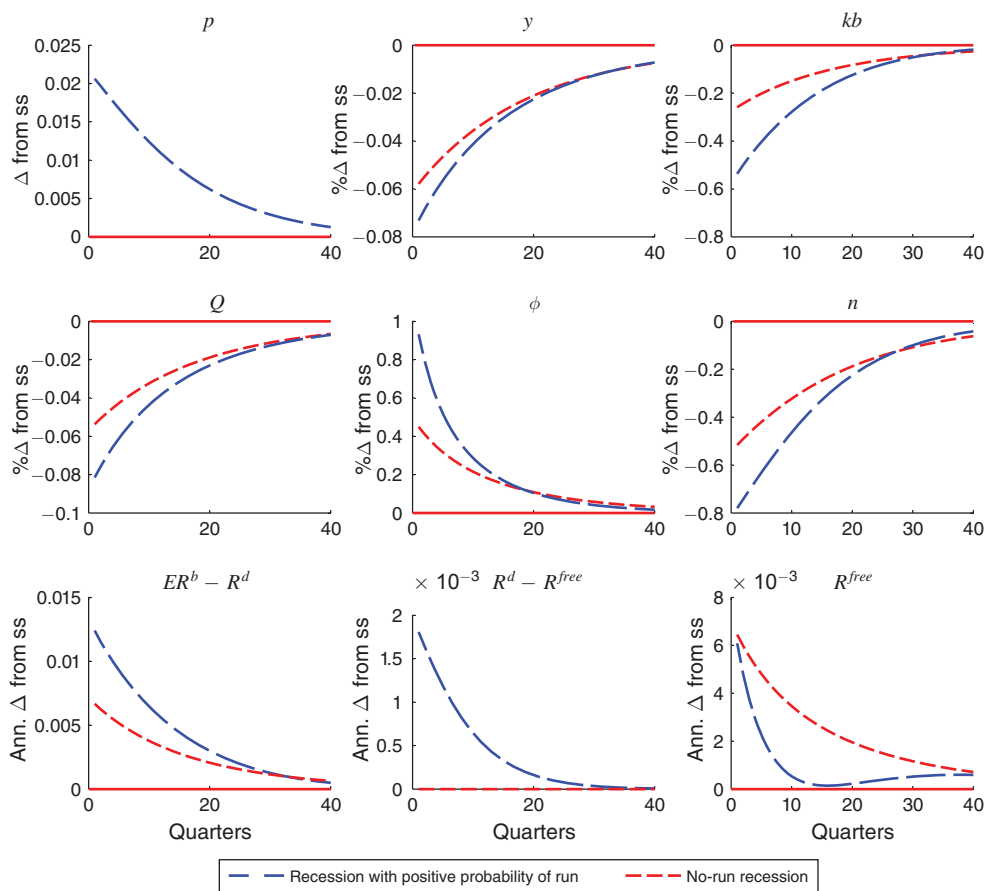 p
Δ from ss
0.025
0.02
0.015
0.01
0.005
0
0 20 40
y
%Δ from ss
0
−0.02
−0.04
−0.06
−0.08
0 20 40
kb
%Δ from ss
0
−0.2
−0.4
−0.6
−0.8
0 10 20 30 40
Q
%Δ from ss
0
−0.02
−0.04
−0.06
−0.08
−0.1
0 20 40
ϕ
%Δ from ss
1
0.8
0.6
0.4
0.2
0
0 20 40
n
%Δ from ss
0
−0.2
−0.4
−0.6
−0.8
0 10 20 30 40
ER^b − R^d
Ann. Δ from ss
0.015
0.01
0.005
0
0 20 40
Quarters
× 10^−3 R^d − R^free
2
1.5
1
0.5
0
0 20 40
Quarters
× 10^−3 R^free
Ann. Δ from ss
8
6
4
2
0
0 10 20 30 40
Quarters
Recession with positive probability of run
No-run recession